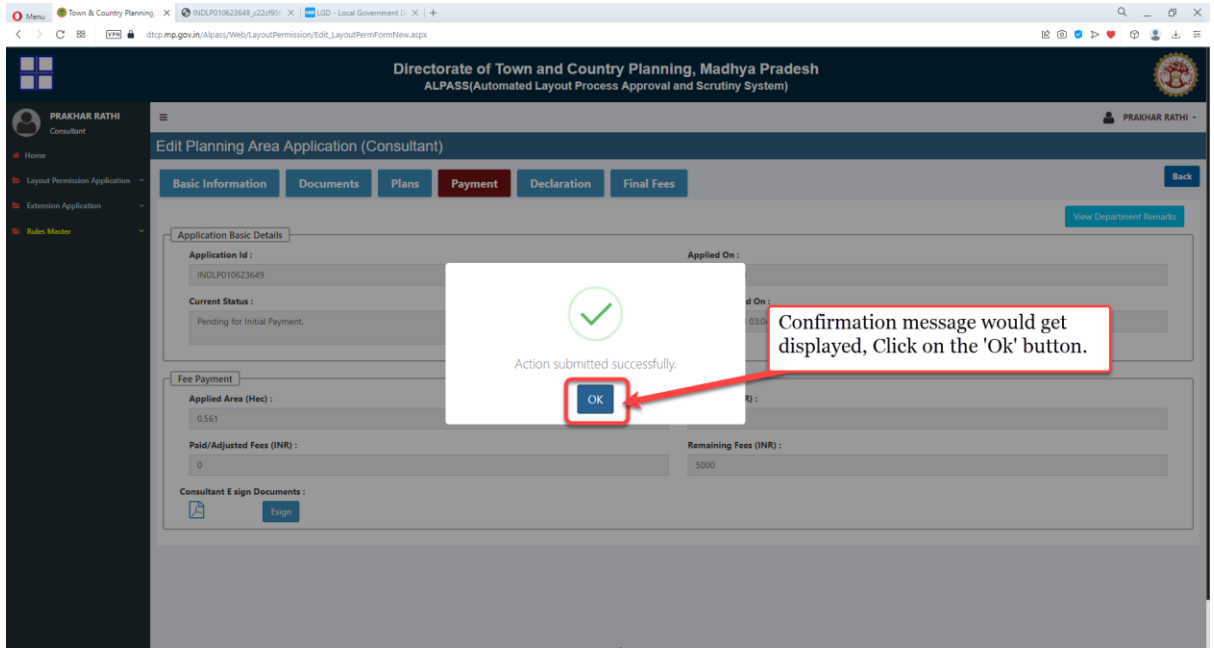 Menu
Town & Country Planning, |
INDLP010623649_c22cf95
LGD - Local Government D
VPN
dtcp.mp.gov.in/Alpass/Web/LayoutPermission/Edit_LayoutPermFormNew.aspx
Directorate of Town and Country Planning, Madhya Pradesh
ALPASS(Automated Layout Process Approval and Scrutiny System)
PRAKHAR RATHI
Consultant
PRAKHAR RATHI
Home
Layout Permission Application
Extension Application
Rules Master
Edit Planning Area Application (Consultant)
Basic Information
Documents
Plans
Payment
Declaration
Final Fees
Back
View Department Remarks
Application Basic Details
Application Id :
Applied On :
INDLP010623649
Current Status :
d On :
Pending for Initial Payment.
Action submitted successfully.
OK
Confirmation message would get
displayed, Click on the 'Ok' button.
Fee Payment
Applied Area (Hec) :
R) :
0.561
Paid/Adjusted Fees (INR) :
Remaining Fees (INR) :
0
5000
Consultant E sign Documents :
Esign